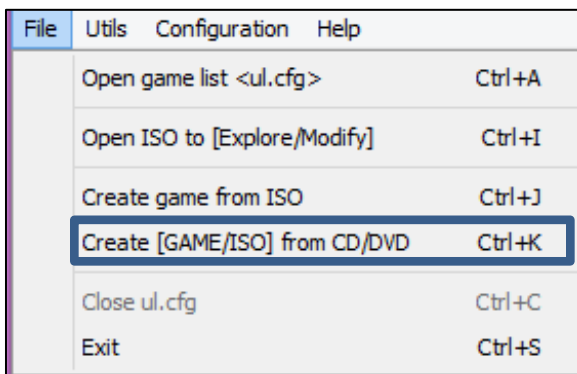 File Utils Configuration Help
Open game list <ul.cfg> Ctrl+A
Open ISO to [Explore/Modify] Ctrl+I
Create game from ISO Ctrl+J
Create [GAME/ISO] from CD/DVD Ctrl+K
Close ul.cfg Ctrl+C
Exit Ctrl+S